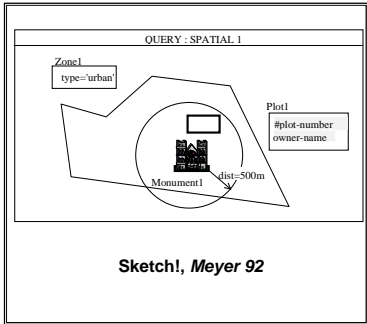 QUERY : SPATIAL 1
Zone1
type='urban'
Plot1
#plot-number
owner-name
dist=500m
Monument1
Sketch!, Meyer 92